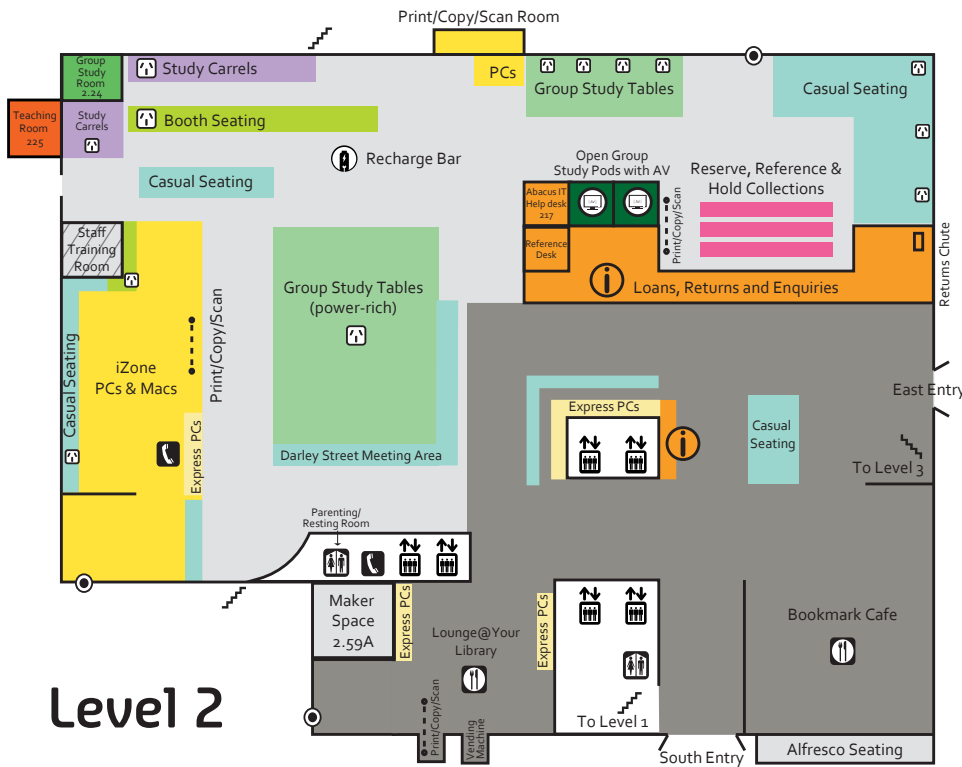 Print/Copy/Scan Room
Group
Study
Room
2.24
Study Carrels
PCs
Group Study Tables
Casual Seating
Teaching
Room
225
Study
Carrels
Booth Seating
Recharge Bar
Open Group
Study Pods with AV
Reserve, Reference &
Hold Collections
Casual Seating
Abacus IT
Help desk
217
Print/Copy/Scan
Staff
Training
Room
Reference
Desk
Loans, Returns and Enquiries
Returns Chute
Group Study Tables
(power-rich)
iZone
PCs & Macs
Print/Copy/Scan
Casual Seating
Express PCs
East Entry
Express PCs
Casual
Seating
Darley Street Meeting Area
To Level 3
Parenting/
Resting Room
Maker
Space
2.59A
Express PCs
Lounge@Your
Library
Express PCs
Bookmark Cafe
Level 2
Print/Copy/Scan
Vending
Machine
To Level 1
South Entry
Alfresco Seating